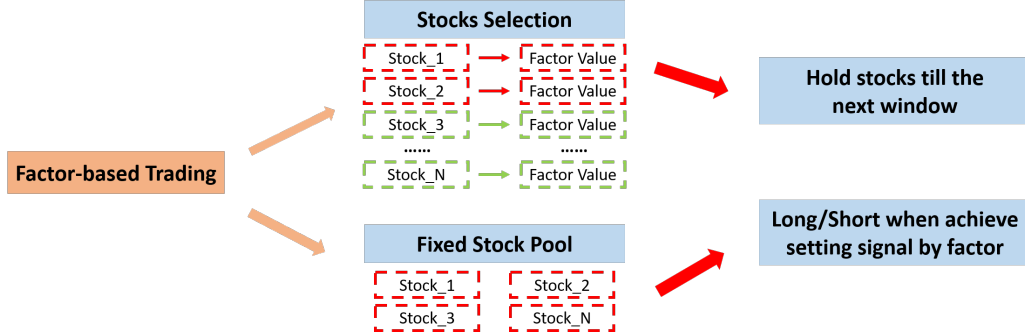 Factor-based Trading
Stocks Selection
Stock_1 Factor Value
Stock_2 Factor Value
Stock_3 Factor Value
...... ......
Stock_N Factor Value
Hold stocks till the
next window
Fixed Stock Pool
Stock_1 Stock_2
Stock_3 Stock_N
Long/Short when achieve
setting signal by factor